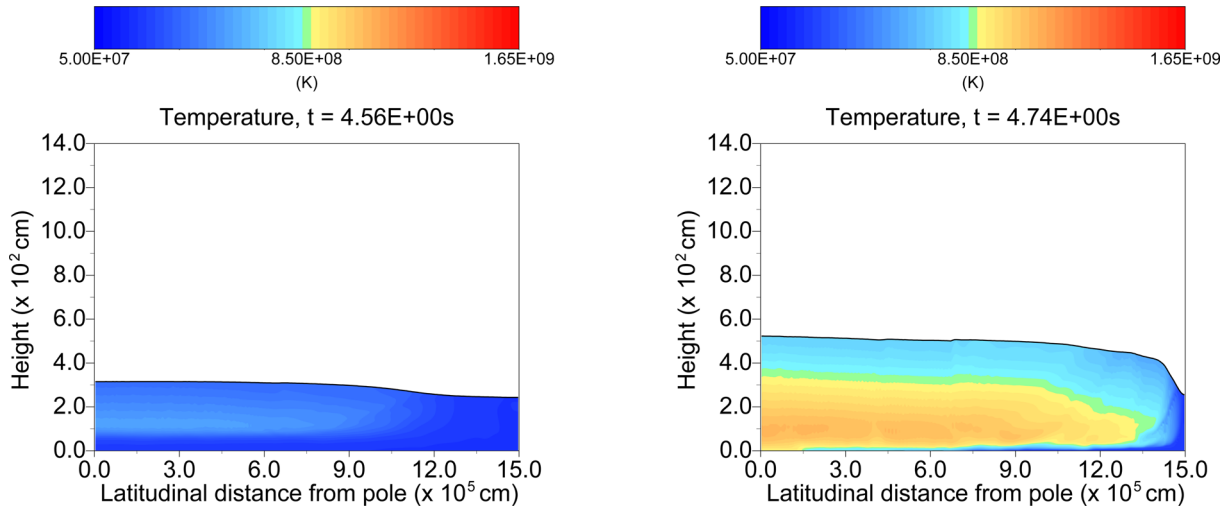 5.00E+07 8.50E+08 1.65E+09
(K)
Temperature, t = 4.56E+00s
14.0
12.0
10.0
8.0
6.0
4.0
2.0
0.0
Height (x 10² cm)
0.0 3.0 6.0 9.0 12.0 15.0
Latitudinal distance from pole (x 10⁵ cm)
5.00E+07 8.50E+08 1.65E+09
(K)
Temperature, t = 4.74E+00s
14.0
12.0
10.0
8.0
6.0
4.0
2.0
0.0
Height (x 10² cm)
0.0 3.0 6.0 9.0 12.0 15.0
Latitudinal distance from pole (x 10⁵ cm)